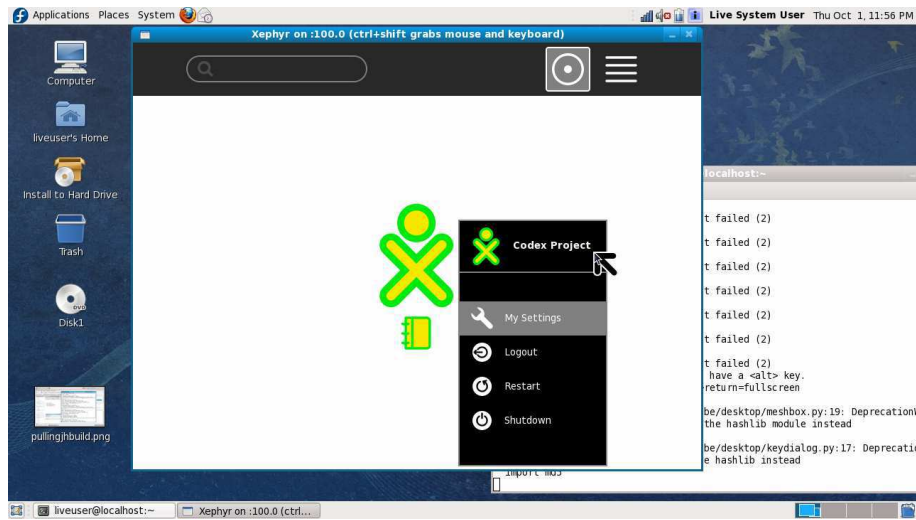 Applications Places System
Live System User Thu Oct 1, 11:56 PM
Xephyr on :100.0 (ctrl+shift grabs mouse and keyboard)
Computer
liveuser's Home
Install to Hard Drive
Trash
DVD
Disk1
pullingjhbuild.png
Codex Project
My Settings
Logout
Restart
Shutdown
localhost:~
t failed (2)
t failed (2)
t failed (2)
t failed (2)
t failed (2)
t failed (2)
t failed (2)
have a <alt> key.
return=fullscreen
be/desktop/meshbox.py:19: Deprecation
the hashlib module instead
be/desktop/keydialog.py:17: Deprecati
e hashlib instead
import md5
liveuser@localhost:~
Xephyr on :100.0 (ctrl...